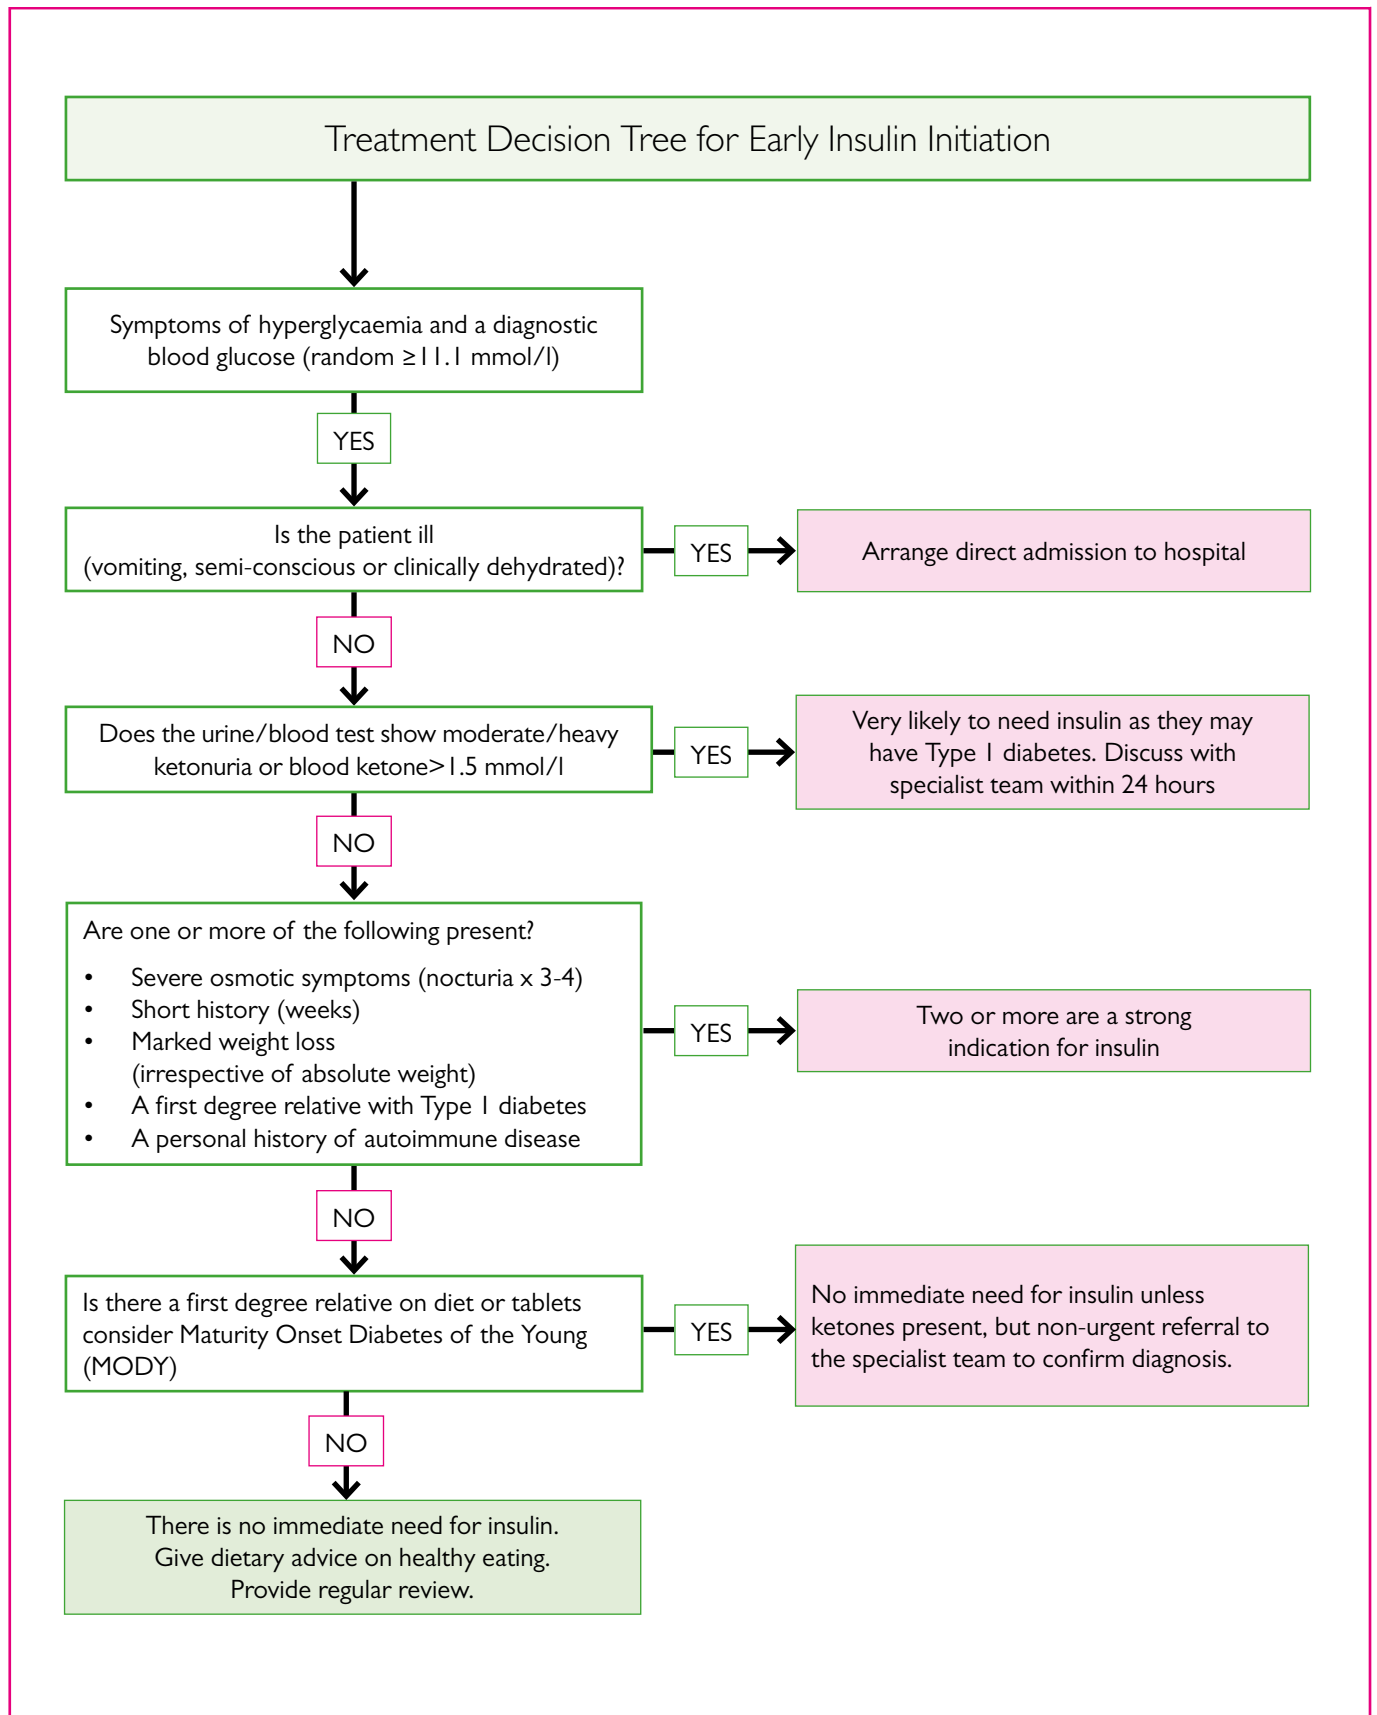 Treatment Decision Tree for Early Insulin Initiation
Symptoms of hyperglycaemia and a diagnostic
blood glucose (random ≥11.1 mmol/l)
YES
Is the patient ill
(vomiting, semi-conscious or clinically dehydrated)?
YES
Arrange direct admission to hospital
NO
Does the urine/blood test show moderate/heavy
ketonuria or blood ketone>1.5 mmol/l
YES
Very likely to need insulin as they may
have Type 1 diabetes. Discuss with
specialist team within 24 hours
NO
Are one or more of the following present?
• Severe osmotic symptoms (nocturia x 3-4)
• Short history (weeks)
• Marked weight loss
(irrespective of absolute weight)
• A first degree relative with Type 1 diabetes
• A personal history of autoimmune disease
YES
Two or more are a strong
indication for insulin
NO
Is there a first degree relative on diet or tablets
consider Maturity Onset Diabetes of the Young
(MODY)
YES
No immediate need for insulin unless
ketones present, but non-urgent referral to
the specialist team to confirm diagnosis.
NO
There is no immediate need for insulin.
Give dietary advice on healthy eating.
Provide regular review.